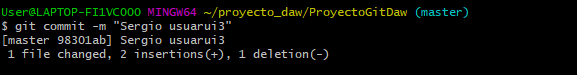 User@LAPTOP-FI1VCOOO MINGW64 ~/proyecto_daw/ProyectoGitDaw (master)
$ git commit -m "Sergio usuarui3"
[master 98301ab] Sergio usuarui3
 1 file changed, 2 insertions(+), 1 deletion(-)